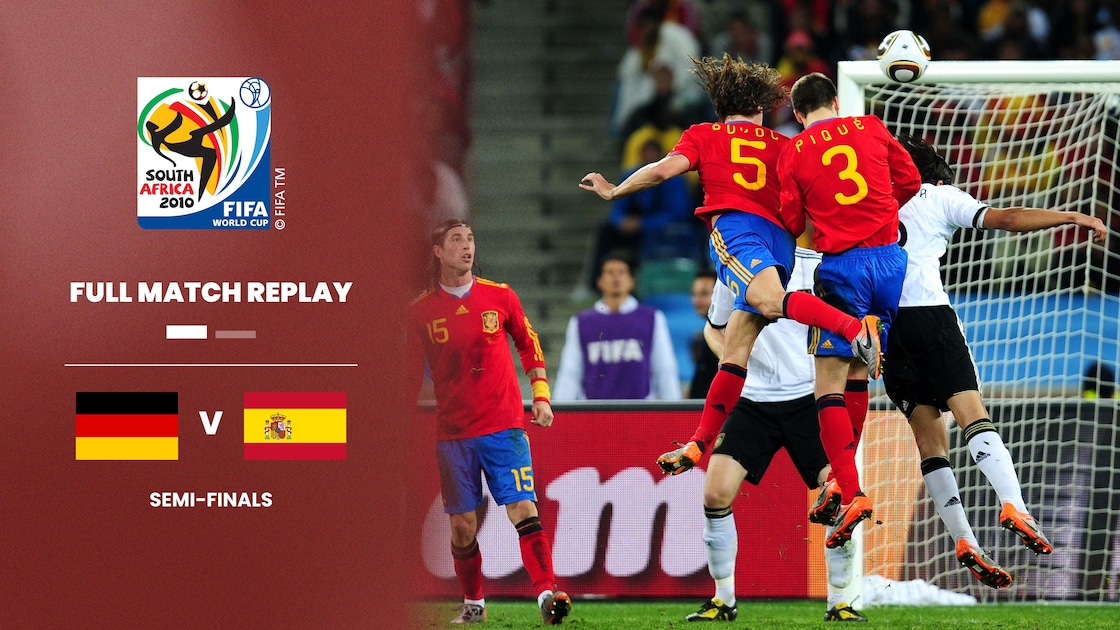 SOUTH
AFRICA
2010
FIFA
WORLD CUP
© FIFA TM
FULL MATCH REPLAY
V
SEMI-FINALS
PIQUÉ
5
3
15
15
FIFA